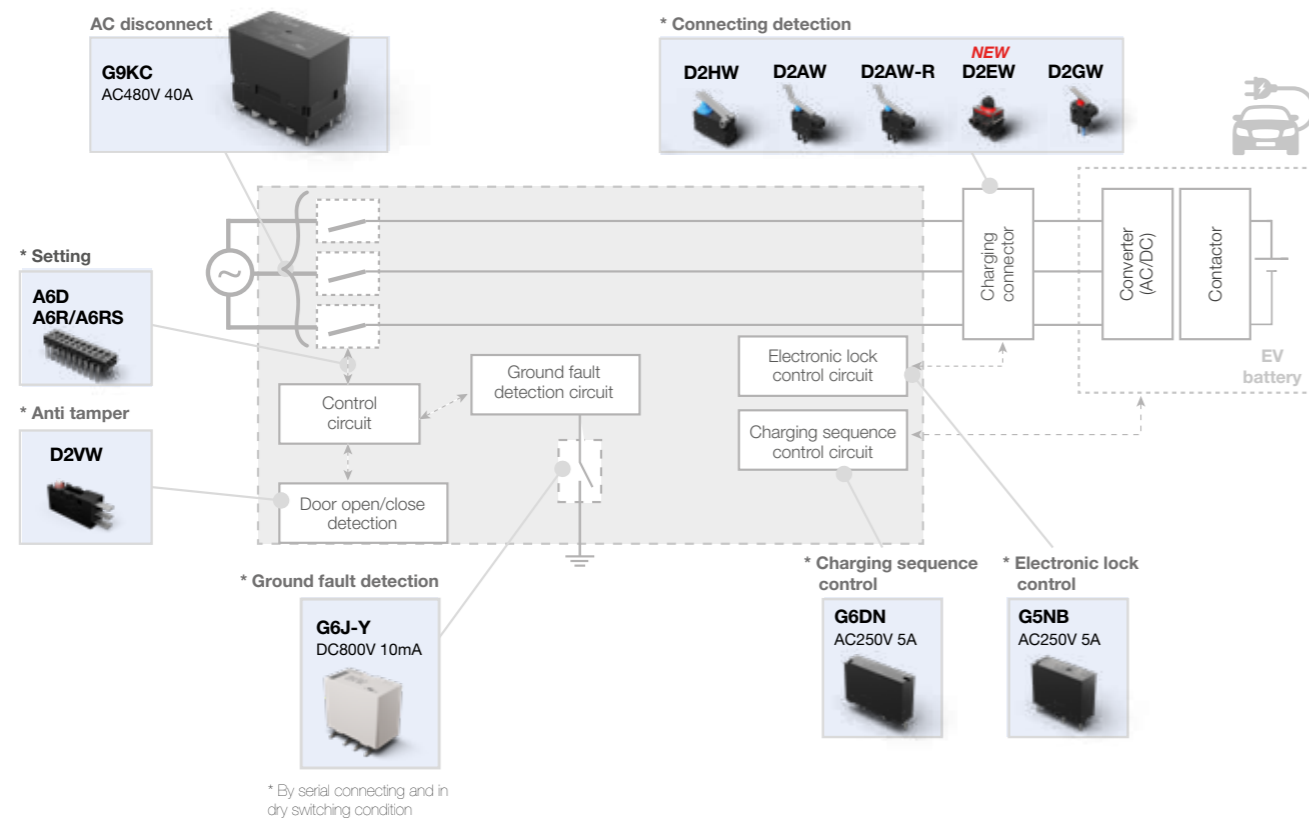 AC disconnect
G9KC
AC480V 40A
* Connecting detection
NEW
D2HW D2AW D2AW-R D2EW D2GW
* Setting
A6D
A6R/A6RS
* Anti tamper
D2VW
~
Charging
connector
Converter
(AC/DC)
Contactor
EV
battery
Ground fault
detection circuit
Control
circuit
Door open/close
detection
Electronic lock
control circuit
Charging sequence
control circuit
* Ground fault detection
G6J-Y
DC800V 10mA
* By serial connecting and in
dry switching condition
* Charging sequence
control
G6DN
AC250V 5A
* Electronic lock
control
G5NB
AC250V 5A